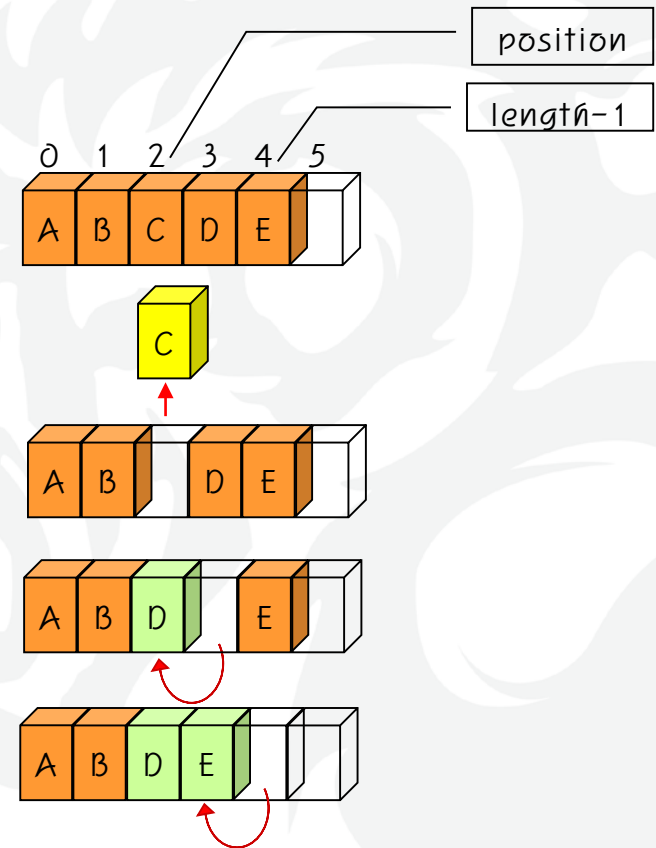 position
length-1
0 1 2 3 4 5
A B C D E
C
A B D E
A B D E
A B D E